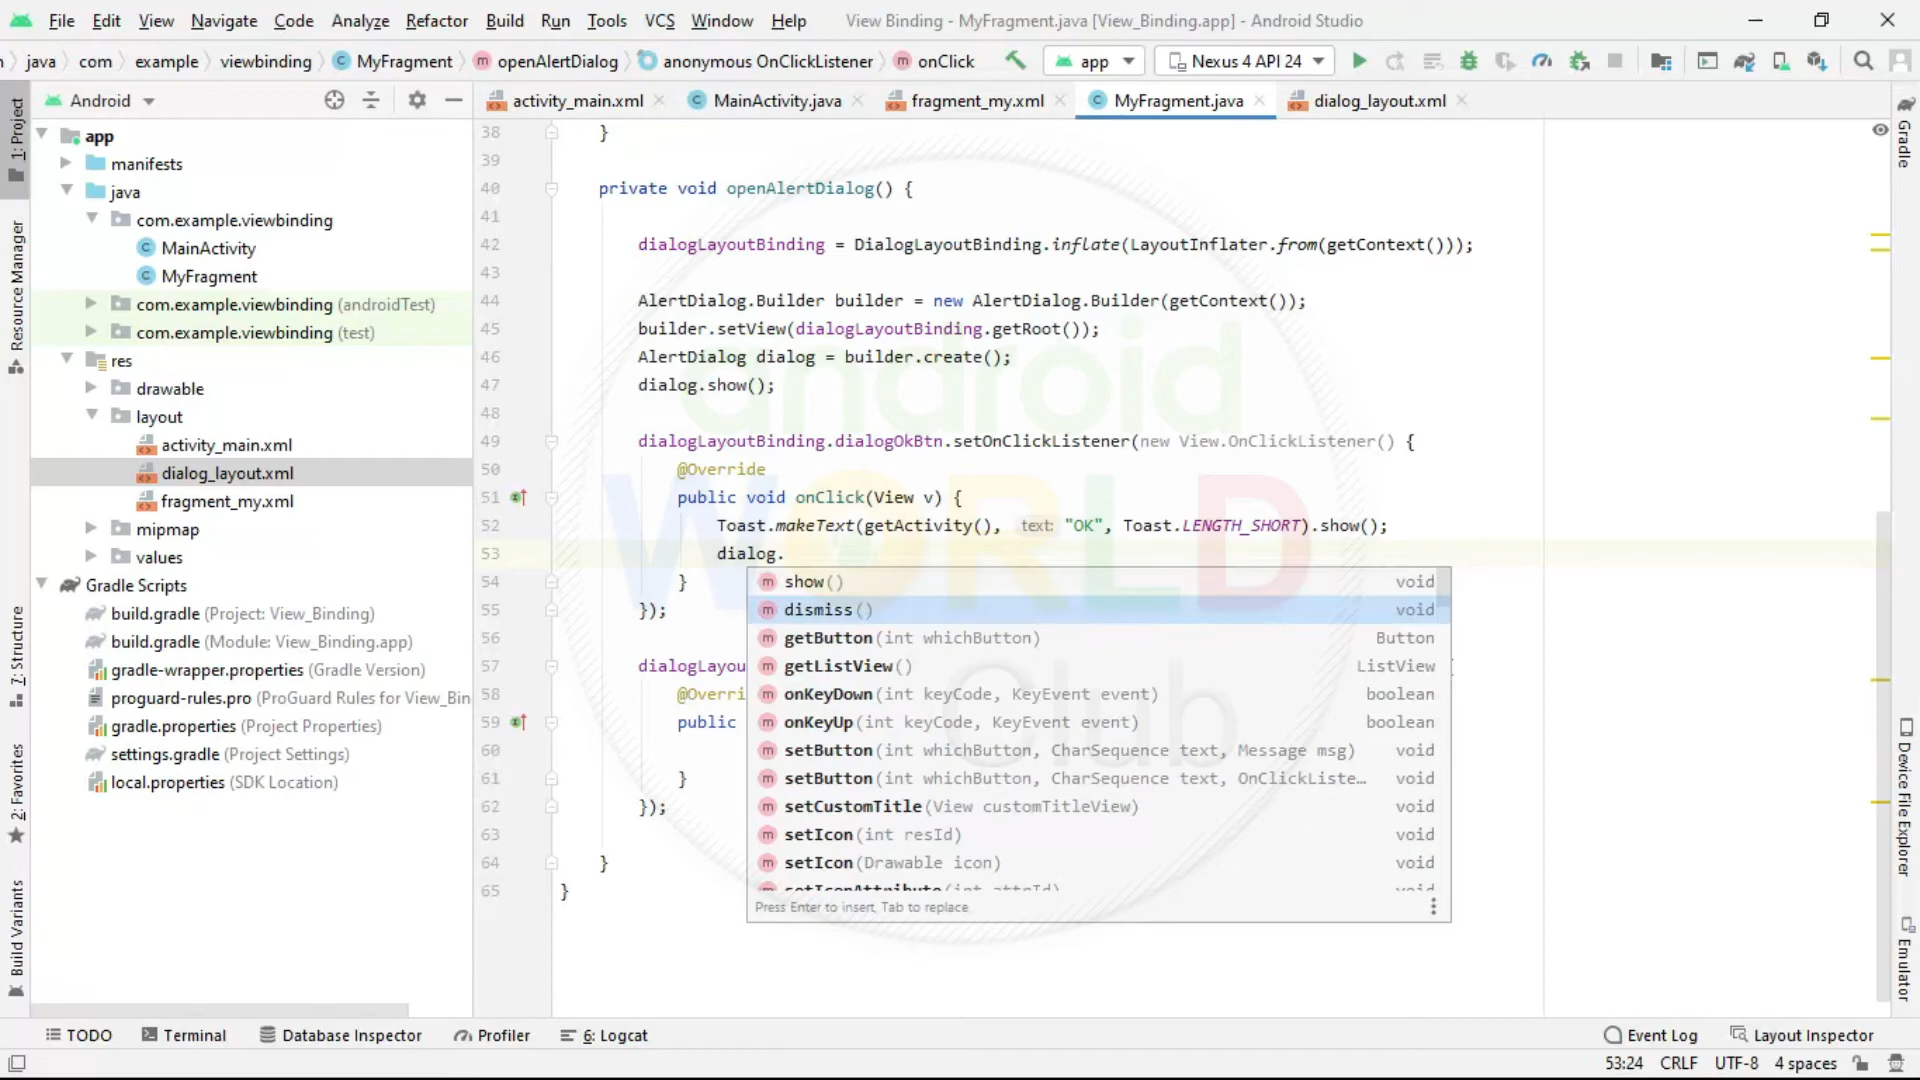 File Edit View Navigate Code Analyze Refactor Build Run Tools VCS Window Help View Binding - MyFragment.java [View_Binding.app] - Android Studio
java com example viewbinding MyFragment openAlertDialog anonymous OnClickListener onClick app Nexus 4 API 24
Android activity_main.xml MainActivity.java fragment_my.xml MyFragment.java dialog_layout.xml
1: Project
Resource Manager
7: Structure
2: Favorites
Build Variants
app
manifests
java
com.example.viewbinding
MainActivity
MyFragment
com.example.viewbinding (androidTest)
com.example.viewbinding (test)
res
drawable
layout
activity_main.xml
dialog_layout.xml
fragment_my.xml
mipmap
values
Gradle Scripts
build.gradle (Project: View_Binding)
build.gradle (Module: View_Binding.app)
gradle-wrapper.properties (Gradle Version)
proguard-rules.pro (ProGuard Rules for View_Bin
gradle.properties (Project Properties)
settings.gradle (Project Settings)
local.properties (SDK Location)
38 }
39
40 private void openAlertDialog() {
41
42 dialogLayoutBinding = DialogLayoutBinding.inflate(LayoutInflater.from(getContext()));
43
44 AlertDialog.Builder builder = new AlertDialog.Builder(getContext());
45 builder.setView(dialogLayoutBinding.getRoot());
46 AlertDialog dialog = builder.create();
47 dialog.show();
48
49 dialogLayoutBinding.dialogOkBtn.setOnClickListener(new View.OnClickListener() {
50 @Override
51 public void onClick(View v) {
52 Toast.makeText(getActivity(), text: "OK", Toast.LENGTH_SHORT).show();
53 dialog.
54 }
55 });
56
57 dialogLayou
58 @Overri
59 public
60
61 }
62 });
63
64 }
65 }
show() void
dismiss() void
getButton(int whichButton) Button
getListView() ListView
onKeyDown(int keyCode, KeyEvent event) boolean
onKeyUp(int keyCode, KeyEvent event) boolean
setButton(int whichButton, CharSequence text, Message msg) void
setButton(int whichButton, CharSequence text, OnClickListe… void
setCustomTitle(View customTitleView) void
setIcon(int resId) void
setIcon(Drawable icon) void
setIconAttribute(int attrId) void
Press Enter to insert, Tab to replace
android
WORLD
Club
Gradle
Device File Explorer
Emulator
TODO Terminal Database Inspector Profiler 6: Logcat Event Log Layout Inspector
53:24 CRLF UTF-8 4 spaces